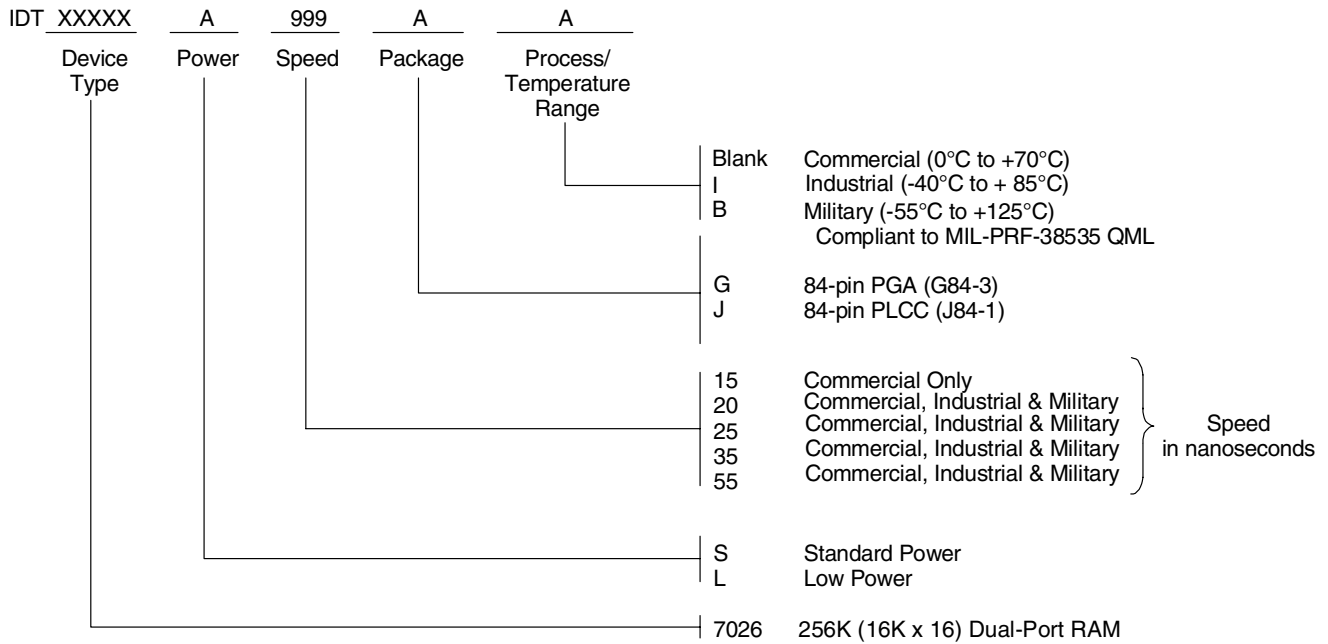 IDT XXXXX A 999 A A
Device Type Power Speed Package Process/ Temperature Range
Blank Commercial (0°C to +70°C)
I Industrial (-40°C to + 85°C)
B Military (-55°C to +125°C)
Compliant to MIL-PRF-38535 QML
G 84-pin PGA (G84-3)
J 84-pin PLCC (J84-1)
15 Commercial Only
20 Commercial, Industrial & Military
25 Commercial, Industrial & Military
35 Commercial, Industrial & Military
55 Commercial, Industrial & Military
Speed
in nanoseconds
S Standard Power
L Low Power
7026 256K (16K x 16) Dual-Port RAM